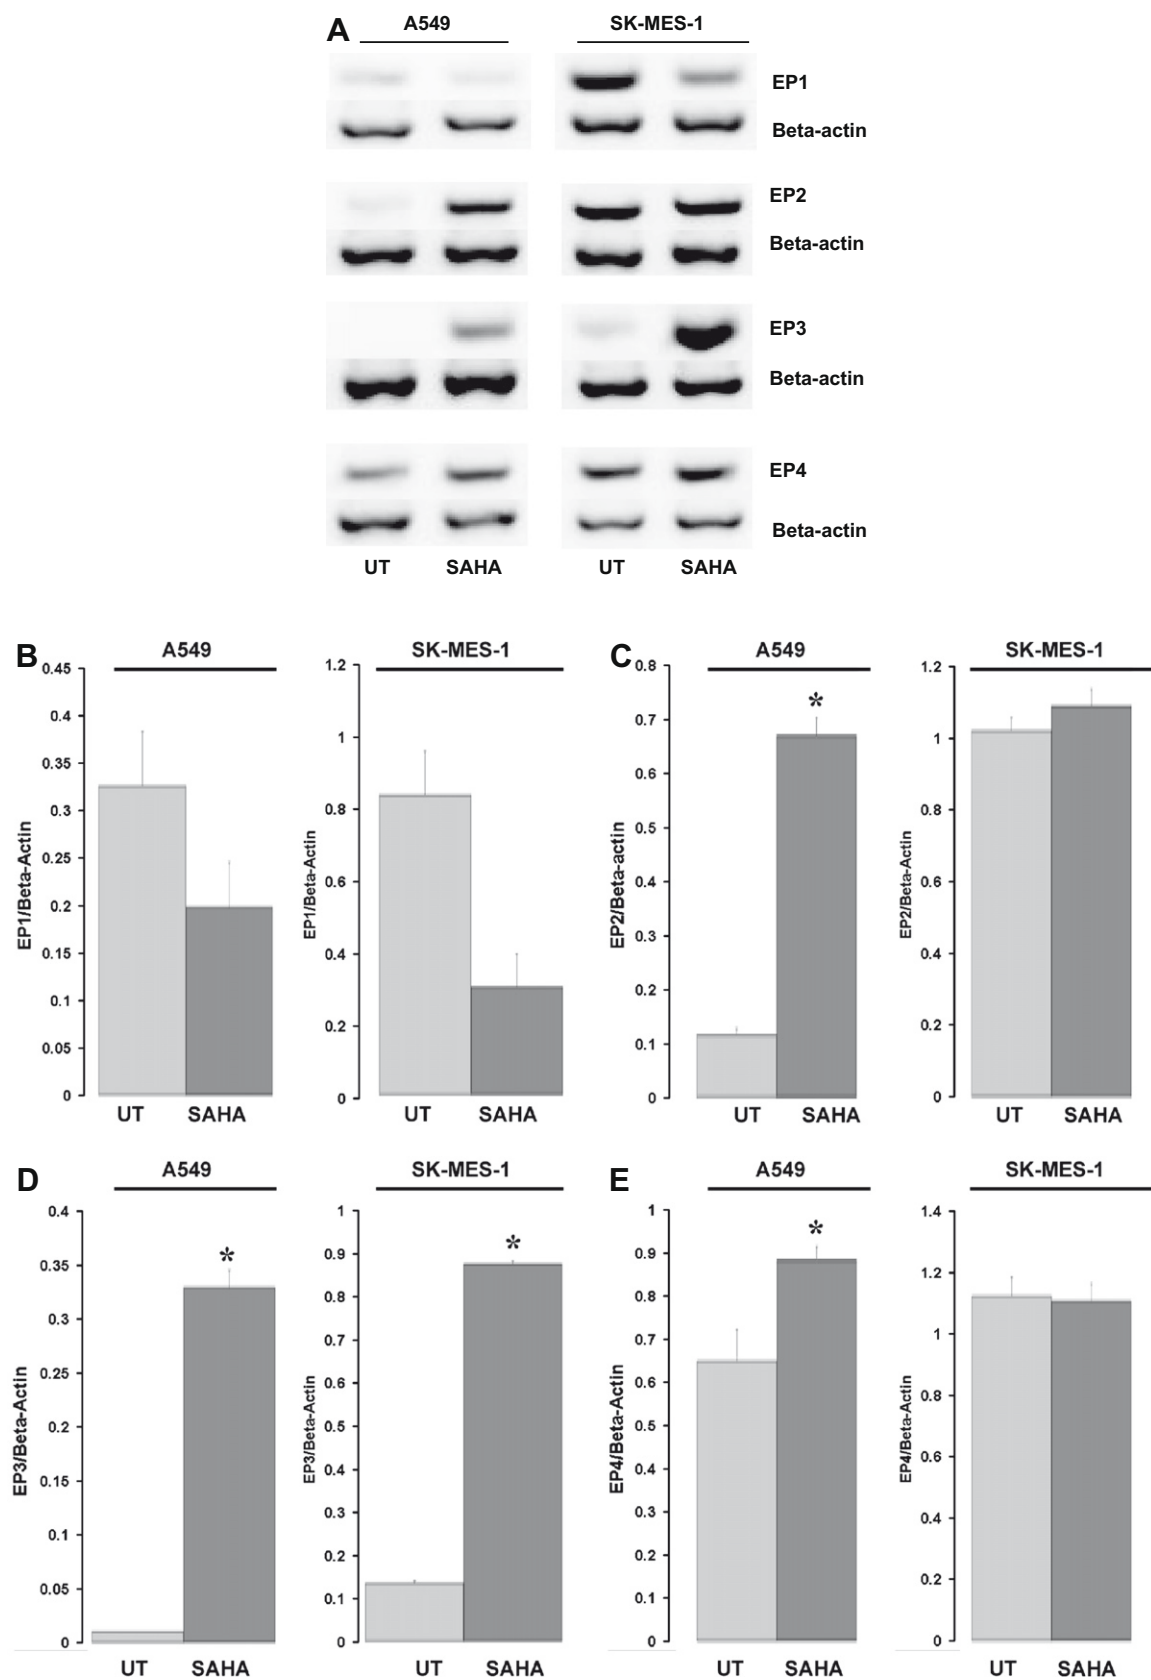 A
A549 SK-MES-1
EP1
Beta-actin
EP2
Beta-actin
EP3
Beta-actin
EP4
Beta-actin
UT SAHA UT SAHA
B
A549
0.45
0.4
0.35
0.3
0.25
0.2
0.15
0.1
0.05
0
EP1/Beta-Actin
UT SAHA
SK-MES-1
1.2
1
0.8
0.6
0.4
0.2
0
EP1/Beta-Actin
UT SAHA
C
A549
0.8
0.7
0.6
0.5
0.4
0.3
0.2
0.1
0
EP2/Beta-actin
*
UT SAHA
SK-MES-1
1.2
1
0.8
0.6
0.4
0.2
0
EP2/Beta-Actin
UT SAHA
D
A549
0.4
0.35
0.3
0.25
0.2
0.15
0.1
0.05
0
EP3/Beta-Actin
*
UT SAHA
SK-MES-1
1
0.9
0.8
0.7
0.6
0.5
0.4
0.3
0.2
0.1
0
EP3/Beta-Actin
*
UT SAHA
E
A549
1
0.9
0.8
0.7
0.6
0.5
0.4
0.3
0.2
0.1
0
EP4/Beta-Actin
*
UT SAHA
SK-MES-1
1.4
1.2
1
0.8
0.6
0.4
0.2
0
EP4/Beta-Actin
UT SAHA